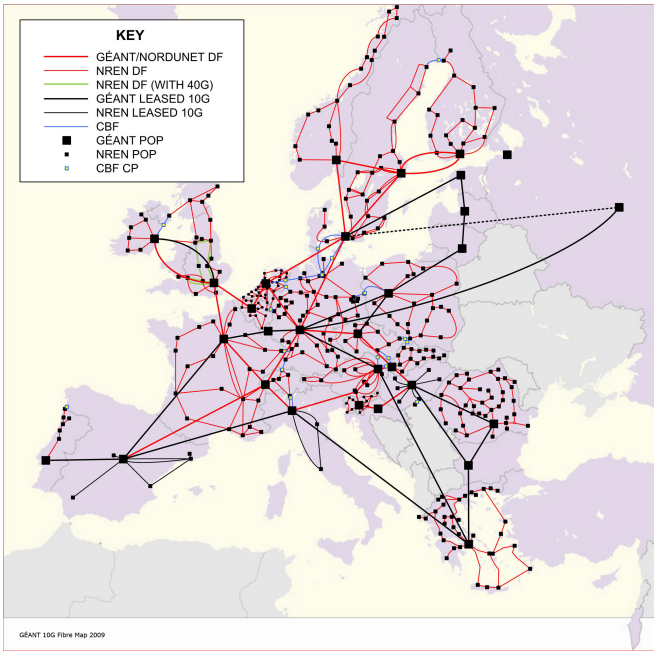 KEY
GÉANT/NORDUNET DF
NREN DF
NREN DF (WITH 40G)
GÉANT LEASED 10G
NREN LEASED 10G
CBF
GÉANT POP
NREN POP
CBF CP
GÉANT 10G Fibre Map 2009